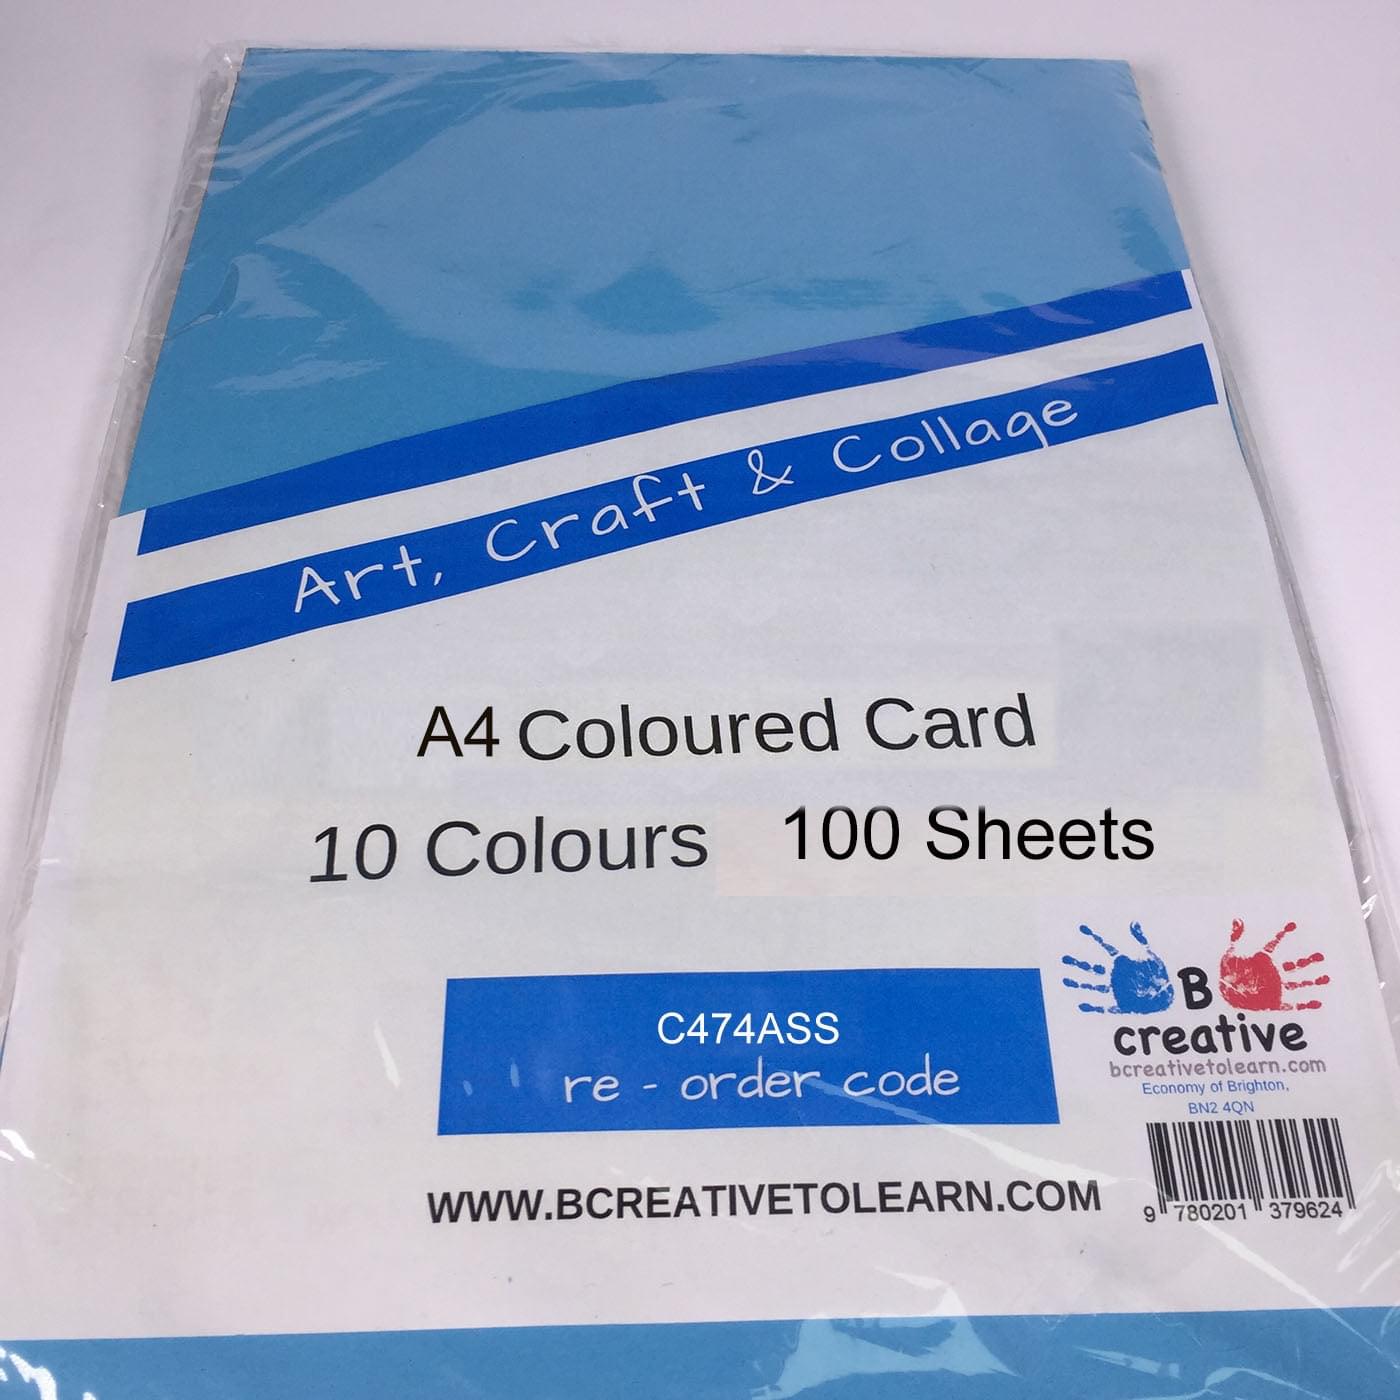 Art, Craft & Collage
A4 Coloured Card
10 Colours 100 Sheets
C474ASS
re - order code
B
creative
bcreativetolearn.com
Economy of Brighton,
BN2 4QN
WWW.BCREATIVETOLEARN.COM
9 780201 379624